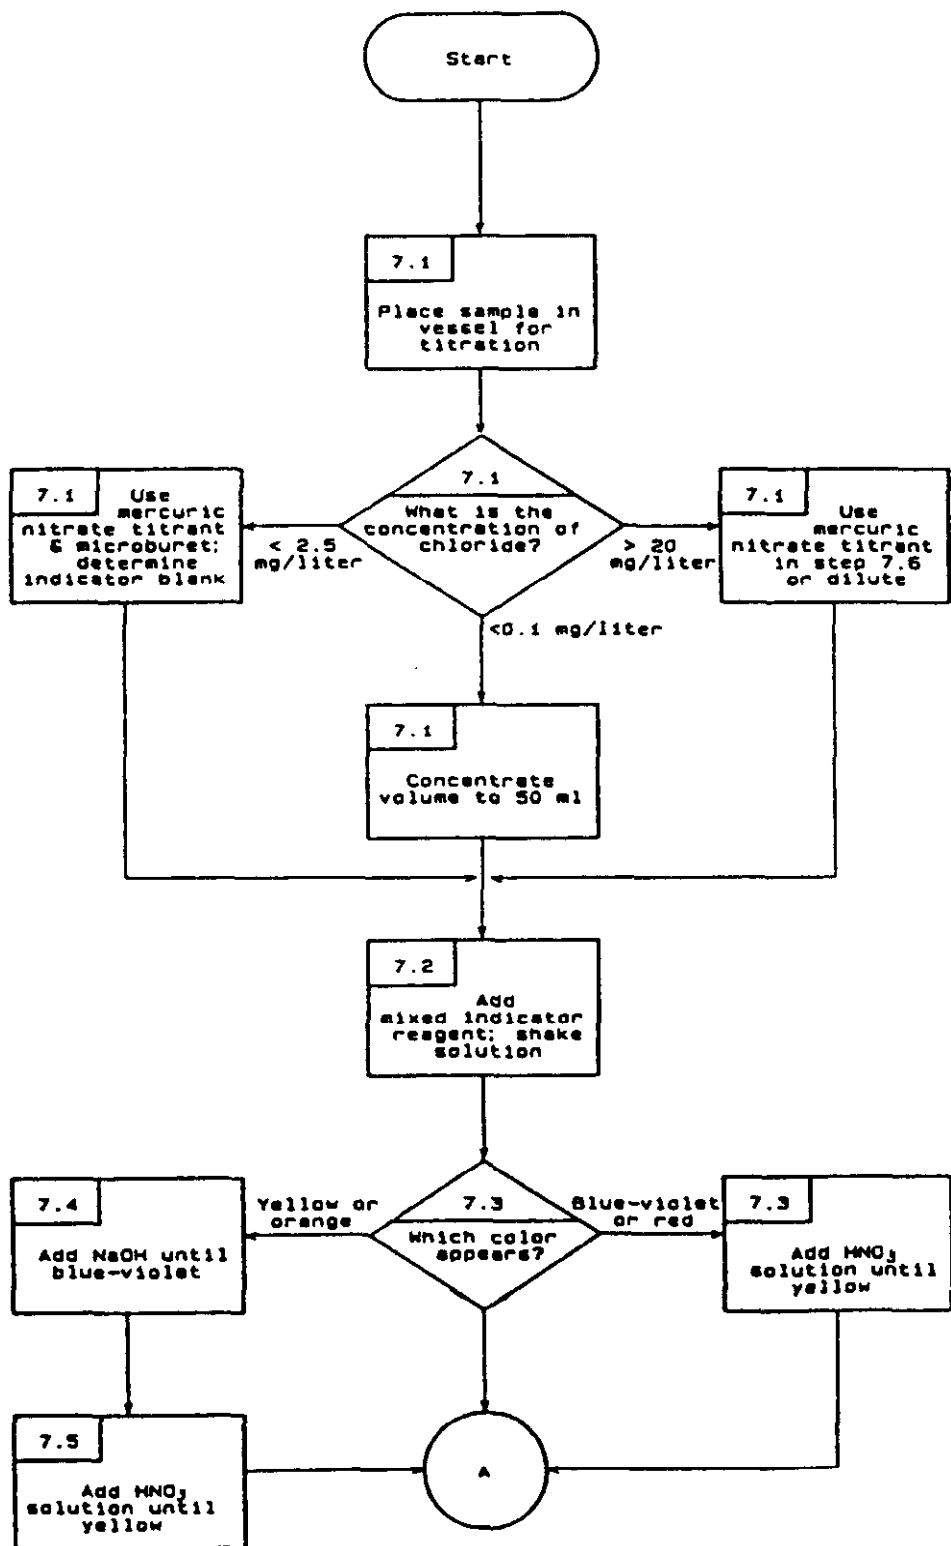 Start
7.1
Place sample in
vessel for
titration
7.1
What is the
concentration of
chloride?
7.1
Use
mercuric
nitrate titrant
& microburet;
determine
indicator blank
< 2.5
mg/liter
> 20
mg/liter
7.1
Use
mercuric
nitrate titrant
in step 7.6
or dilute
<0.1 mg/liter
7.1
Concentrate
volume to 50 ml
7.2
Add
mixed indicator
reagent; shake
solution
7.3
Which color
appears?
Yellow or
orange
Blue-violet
or red
7.4
Add NaOH until
blue-violet
7.3
Add HNO₃
solution until
yellow
7.5
Add HNO₃
solution until
yellow
A